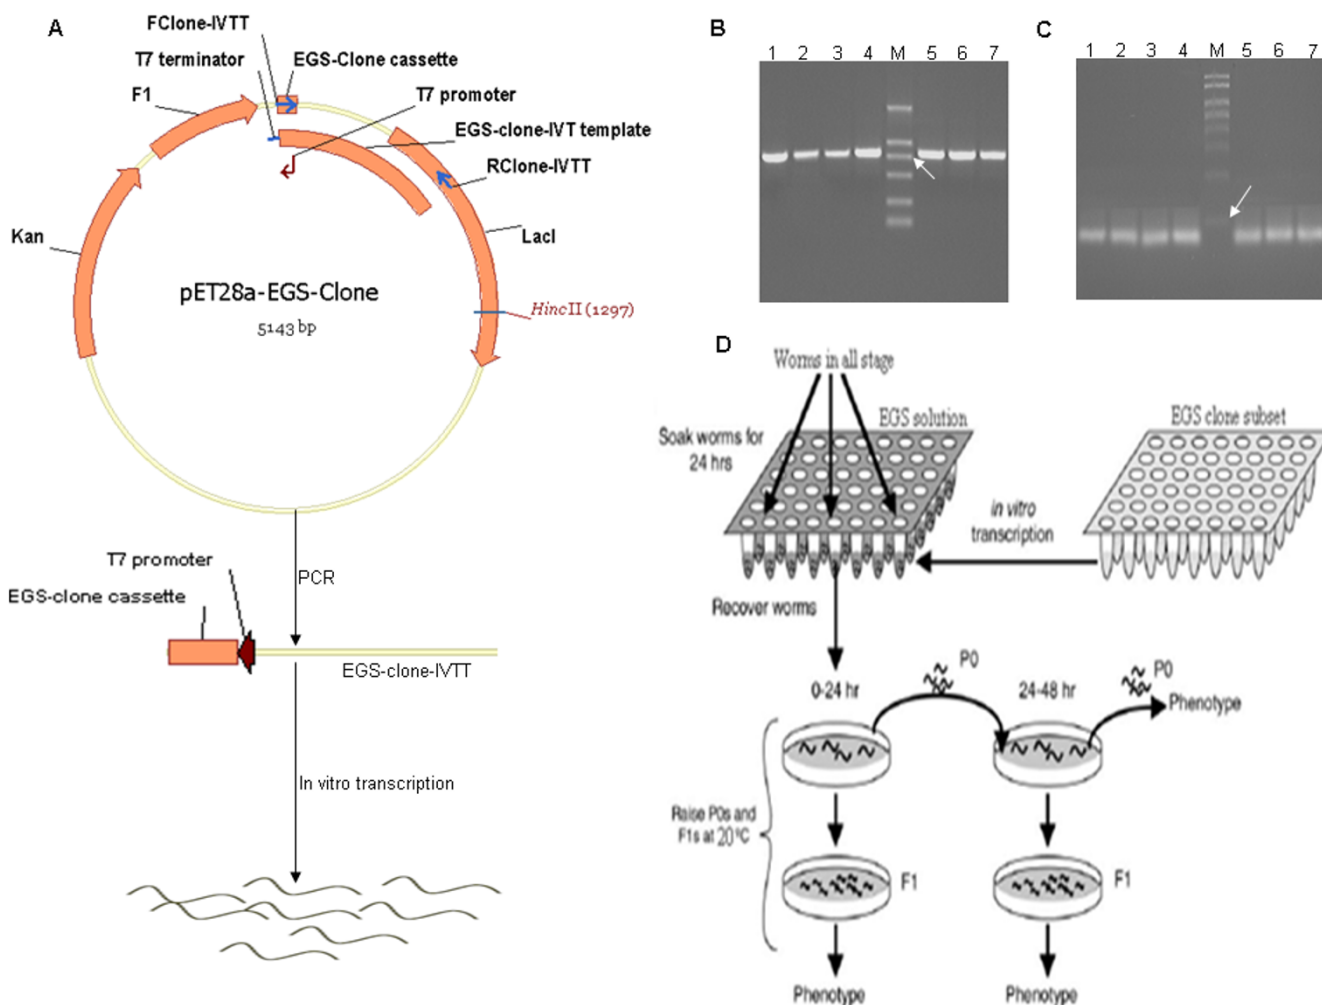 A
FClone-IVTT
T7 terminator
EGS-Clone cassette
F1
T7 promoter
EGS-clone-IVT template
RClone-IVTT
Kan
LacI
pET28a-EGS-Clone
5143 bp
HincII (1297)
PCR
T7 promoter
EGS-clone cassette
EGS-clone-IVTT
In vitro transcription
B
1 2 3 4 M 5 6 7
C
1 2 3 4 M 5 6 7
D
Worms in all stage
EGS solution
EGS clone subset
Soak worms for
24 hrs
in vitro
transcription
Recover worms
P0
P0
0-24 hr
24-48 hr
Phenotype
Raise P0s and
F1s at 20 ºC
F1
F1
Phenotype
Phenotype